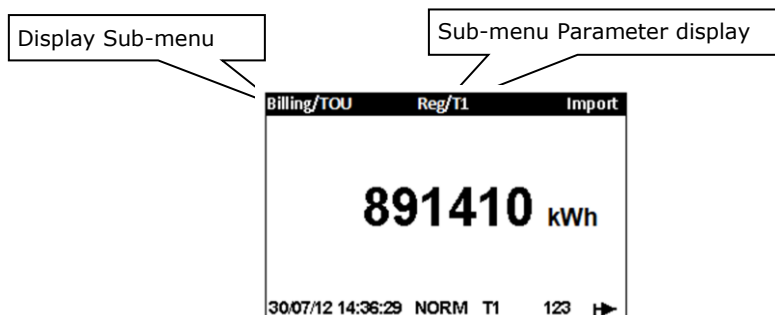 Display Sub-menu
Sub-menu Parameter display
Billing/TOU Reg/T1 Import
891410 kWh
30/07/12 14:36:29 NORM T1 123